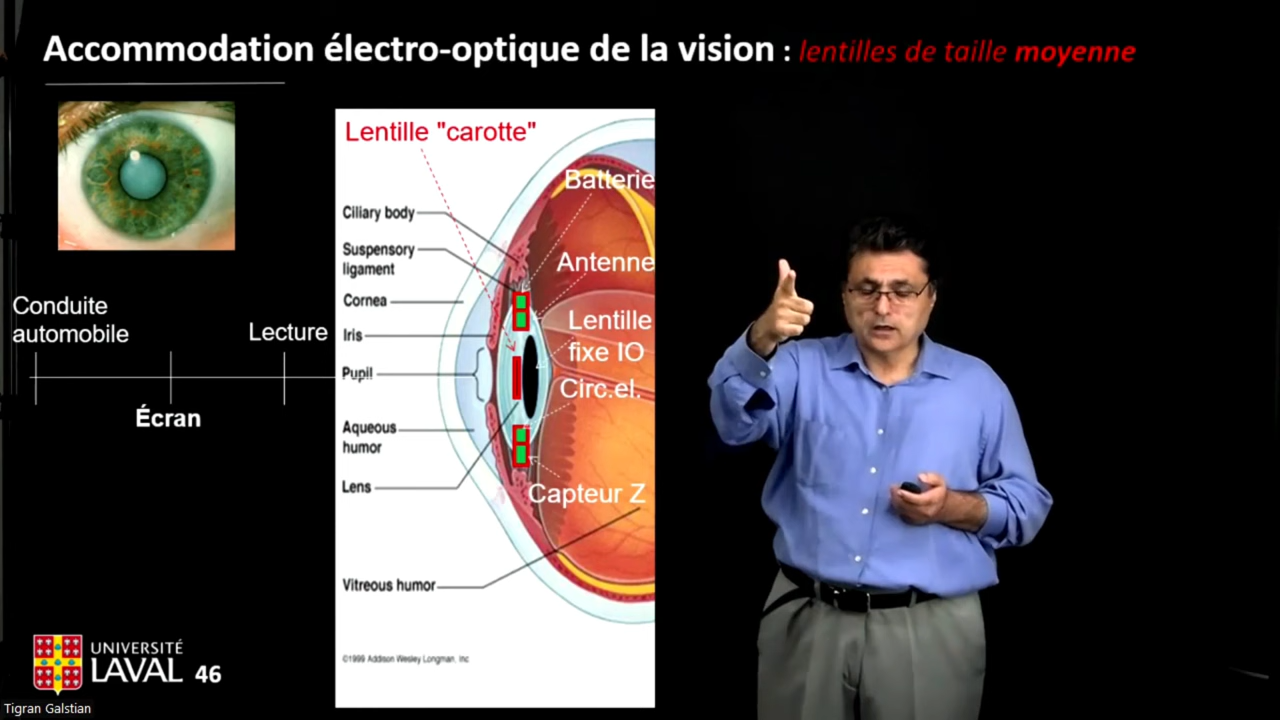 Accommodation électro-optique de la vision : lentilles de taille moyenne
Lentille "carotte"
Batterie
Ciliary body
Suspensory
ligament
Antenne
Cornea
Conduite
automobile
Lecture
Lentille
fixe IO
Iris
Pupil
Circ.el.
Écran
Aqueous
humor
Lens
Capteur Z
Vitreous humor
©1999 Addison Wesley Longman, Inc
UNIVERSITÉ
LAVAL 46
Tigran Galstian